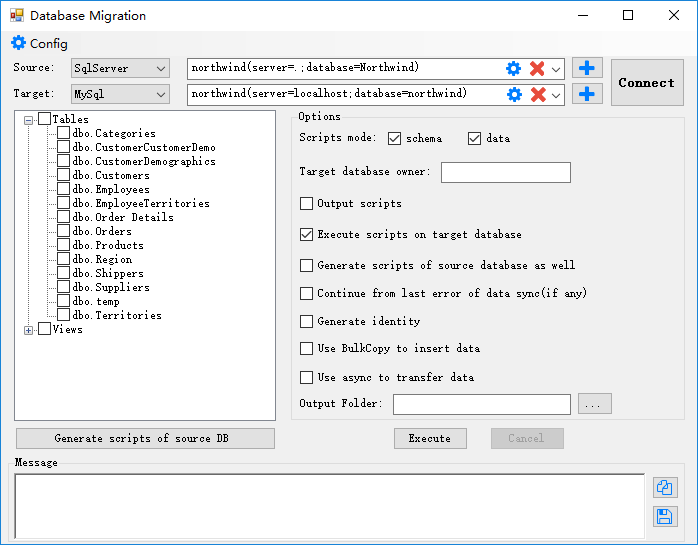 Database Migration
Config
Source: SqlServer northwind(server=.;database=Northwind)
Target: MySql northwind(server=localhost;database=northwind)
Connect
Tables
dbo.Categories
dbo.CustomerCustomerDemo
dbo.CustomerDemographics
dbo.Customers
dbo.Employees
dbo.EmployeeTerritories
dbo.Order Details
dbo.Orders
dbo.Products
dbo.Region
dbo.Shippers
dbo.Suppliers
dbo.temp
dbo.Territories
Views
Options
Scripts mode: schema data
Target database owner:
Output scripts
Execute scripts on target database
Generate scripts of source database as well
Continue from last error of data sync(if any)
Generate identity
Use BulkCopy to insert data
Use async to transfer data
Output Folder: ...
Generate scripts of source DB
Execute Cancel
Message